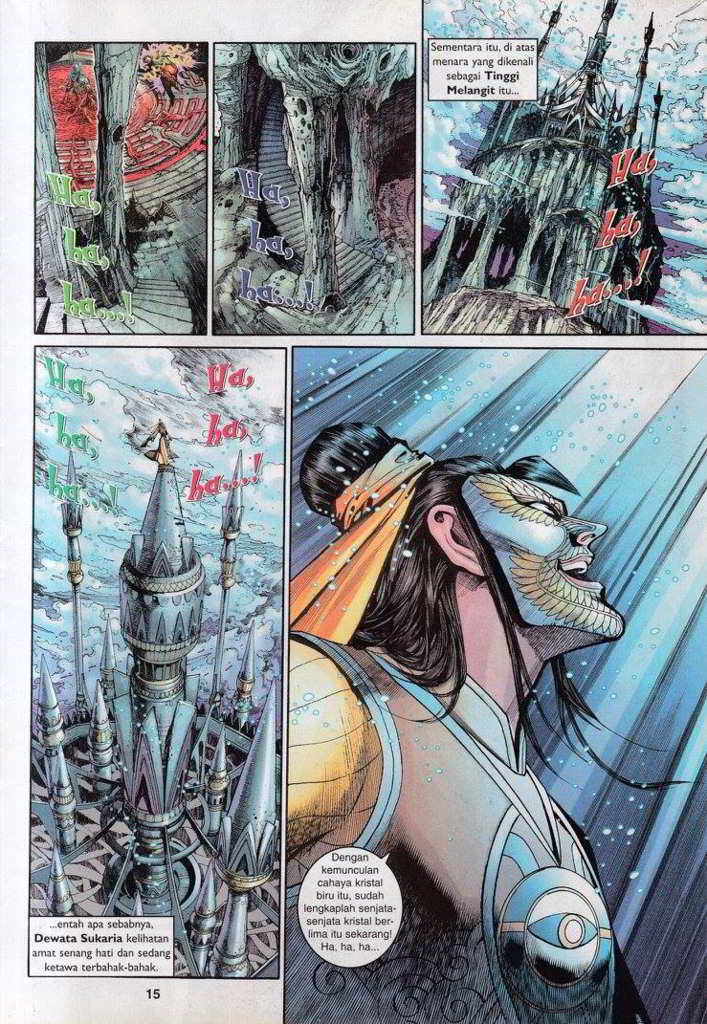 Ha,
ha,
ha...!
Ha,
ha,
ha...!
Sementara itu, di atas
menara yang dikenali
sebagai Tinggi
Melangit itu...
Ha,
ha,
ha...!
Ha,
ha,
ha...!
Ha,
ha,
ha...!
...entah apa sebabnya,
Dewata Sukaria kelihatan
amat senang hati dan sedang
ketawa terbahak-bahak.
Dengan
kemunculan
cahaya kristal
biru itu, sudah
lengkaplah senjata-
senjata kristal ber-
lima itu sekarang!
Ha, ha, ha...
15